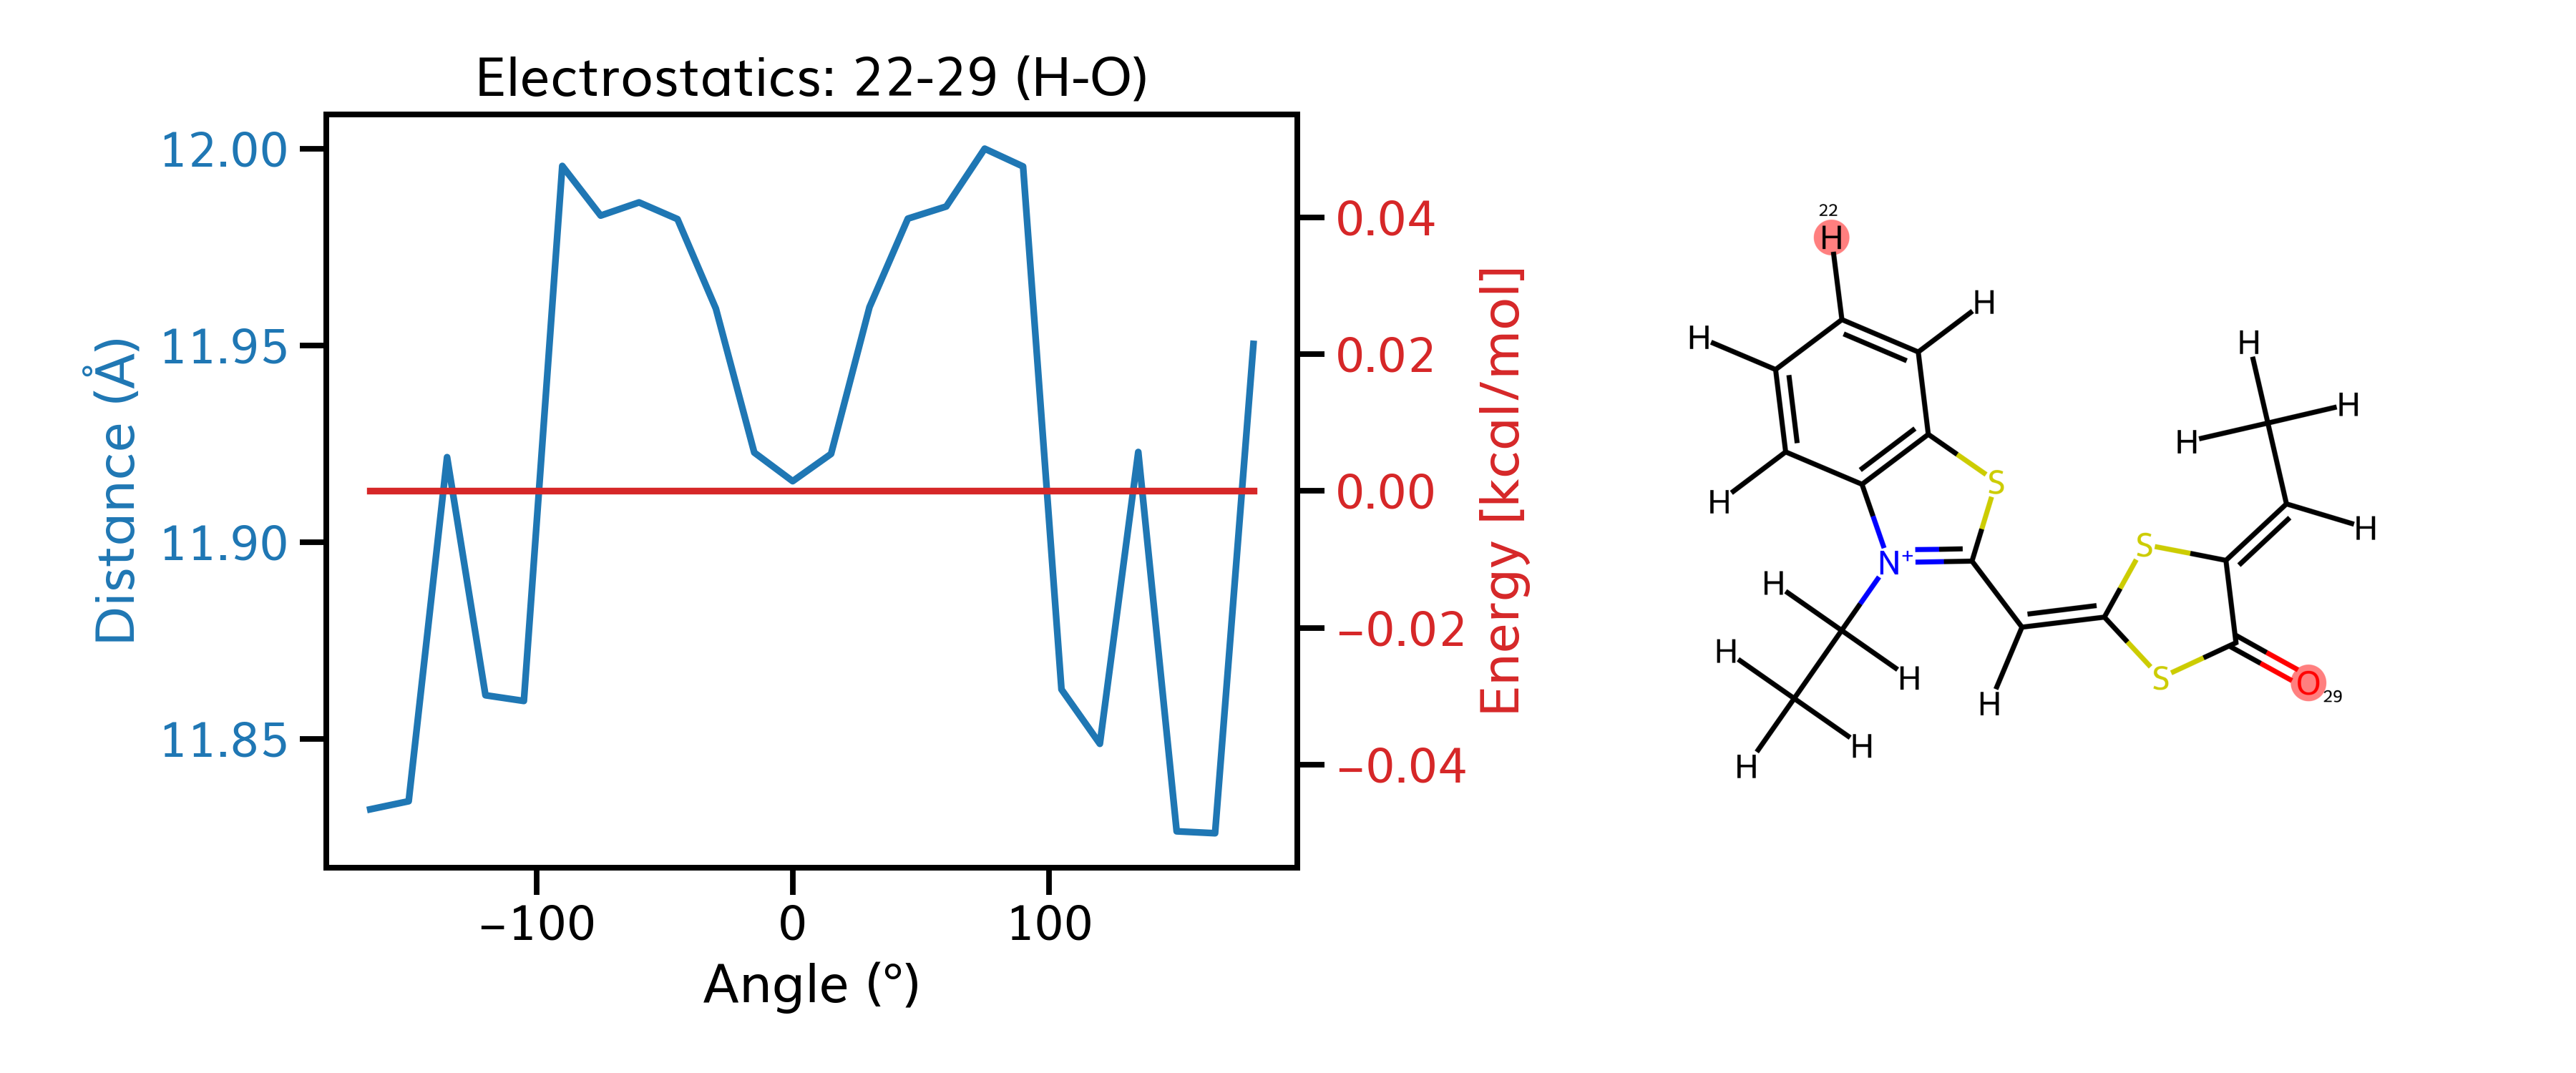 Electrostatics: 22-29 (H-O)
12.00
11.95
11.90
11.85
Distance (Å)
0.04
0.02
0.00
−0.02
−0.04
Energy [kcal/mol]
−100
0
100
Angle (°)
22
H
H
H
H
H
H
H
S
H
S
N⁺
H
H
H
S
O
29
H
H
H